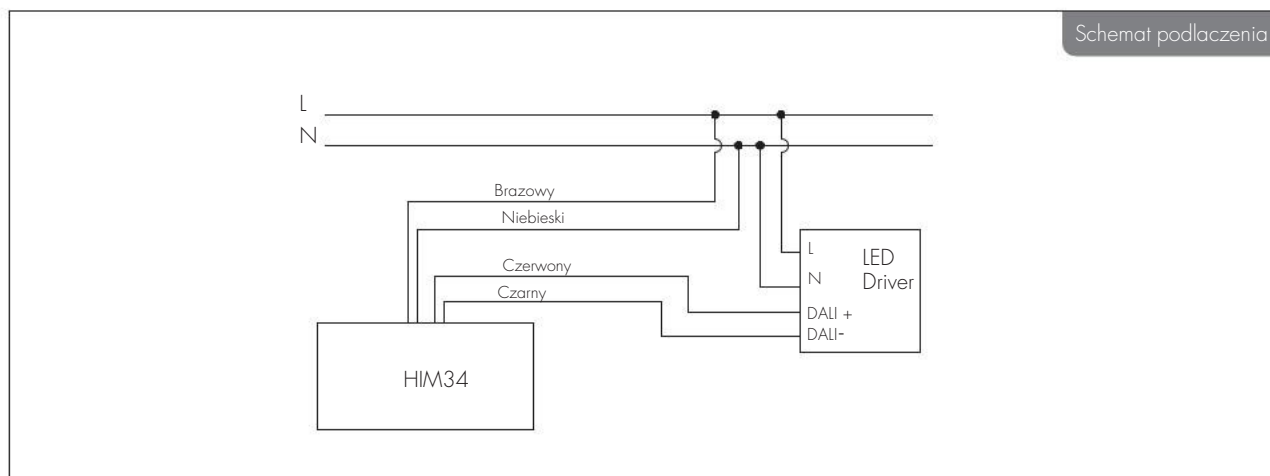 Schemat podlaczenia
L
N
Brazowy
Niebieski
Czerwony
Czarny
HIM34
L
N
DALI +
DALI-
LED
Driver